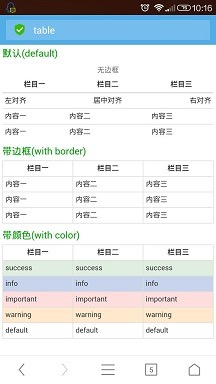 10:16
table
默认(default)
无边框
栏目一 栏目二 栏目三
左对齐 居中对齐 右对齐
内容一 内容二 内容三
内容一 内容二 内容三
带边框(with border)
栏目一 栏目二 栏目三
内容一 内容二 内容三
内容一 内容二 内容三
内容一 内容二 内容三
带颜色(with color)
栏目一 栏目二 栏目三
success success success
info info info
important important important
warning warning warning
default default default
5